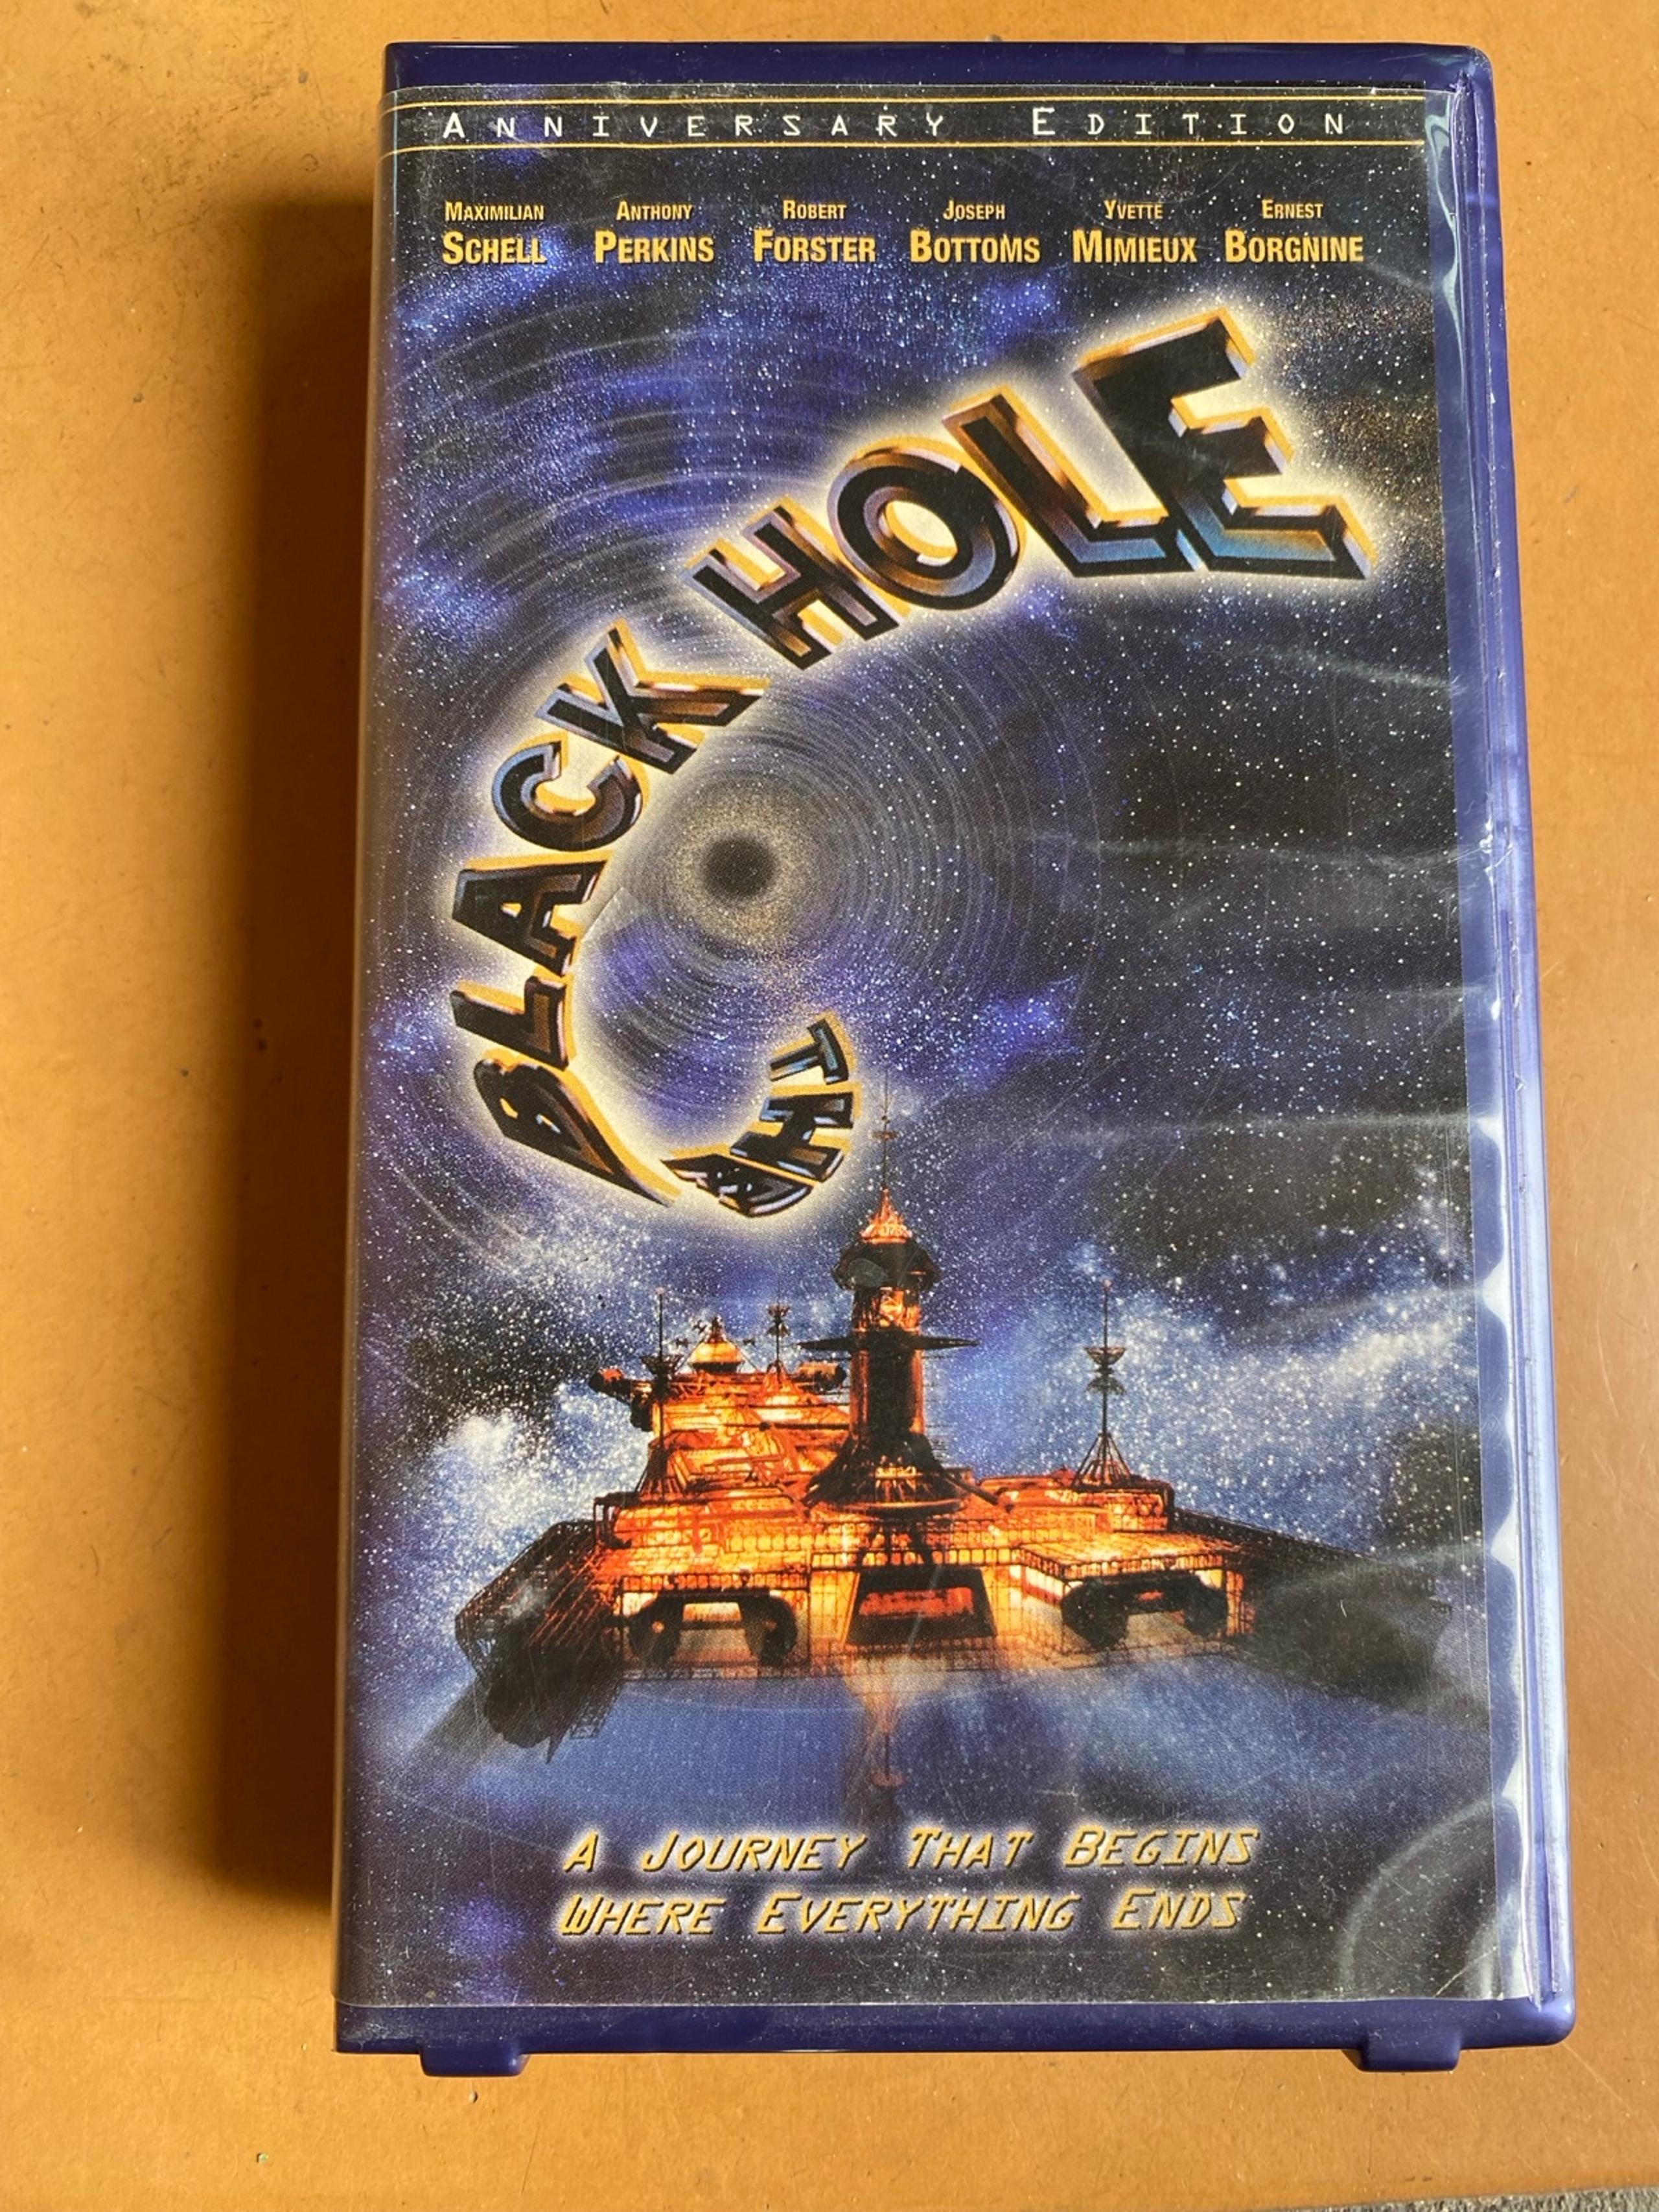 ANNIVERSARY EDITION
MAXIMILIAN SCHELL
ANTHONY PERKINS
ROBERT FORSTER
JOSEPH BOTTOMS
YVETTE MIMIEUX
ERNEST BORGNINE
THE BLACK HOLE
A JOURNEY THAT BEGINS
WHERE EVERYTHING ENDS